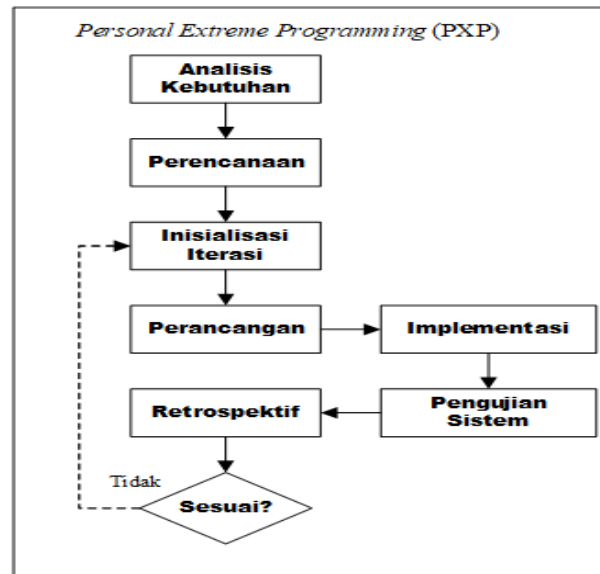 Personal Extreme Programming (PXP)
Analisis
Kebutuhan
Perencanaan
Inisialisasi
Iterasi
Perancangan
Implementasi
Pengujian
Sistem
Retrospektif
Tidak
Sesuai?